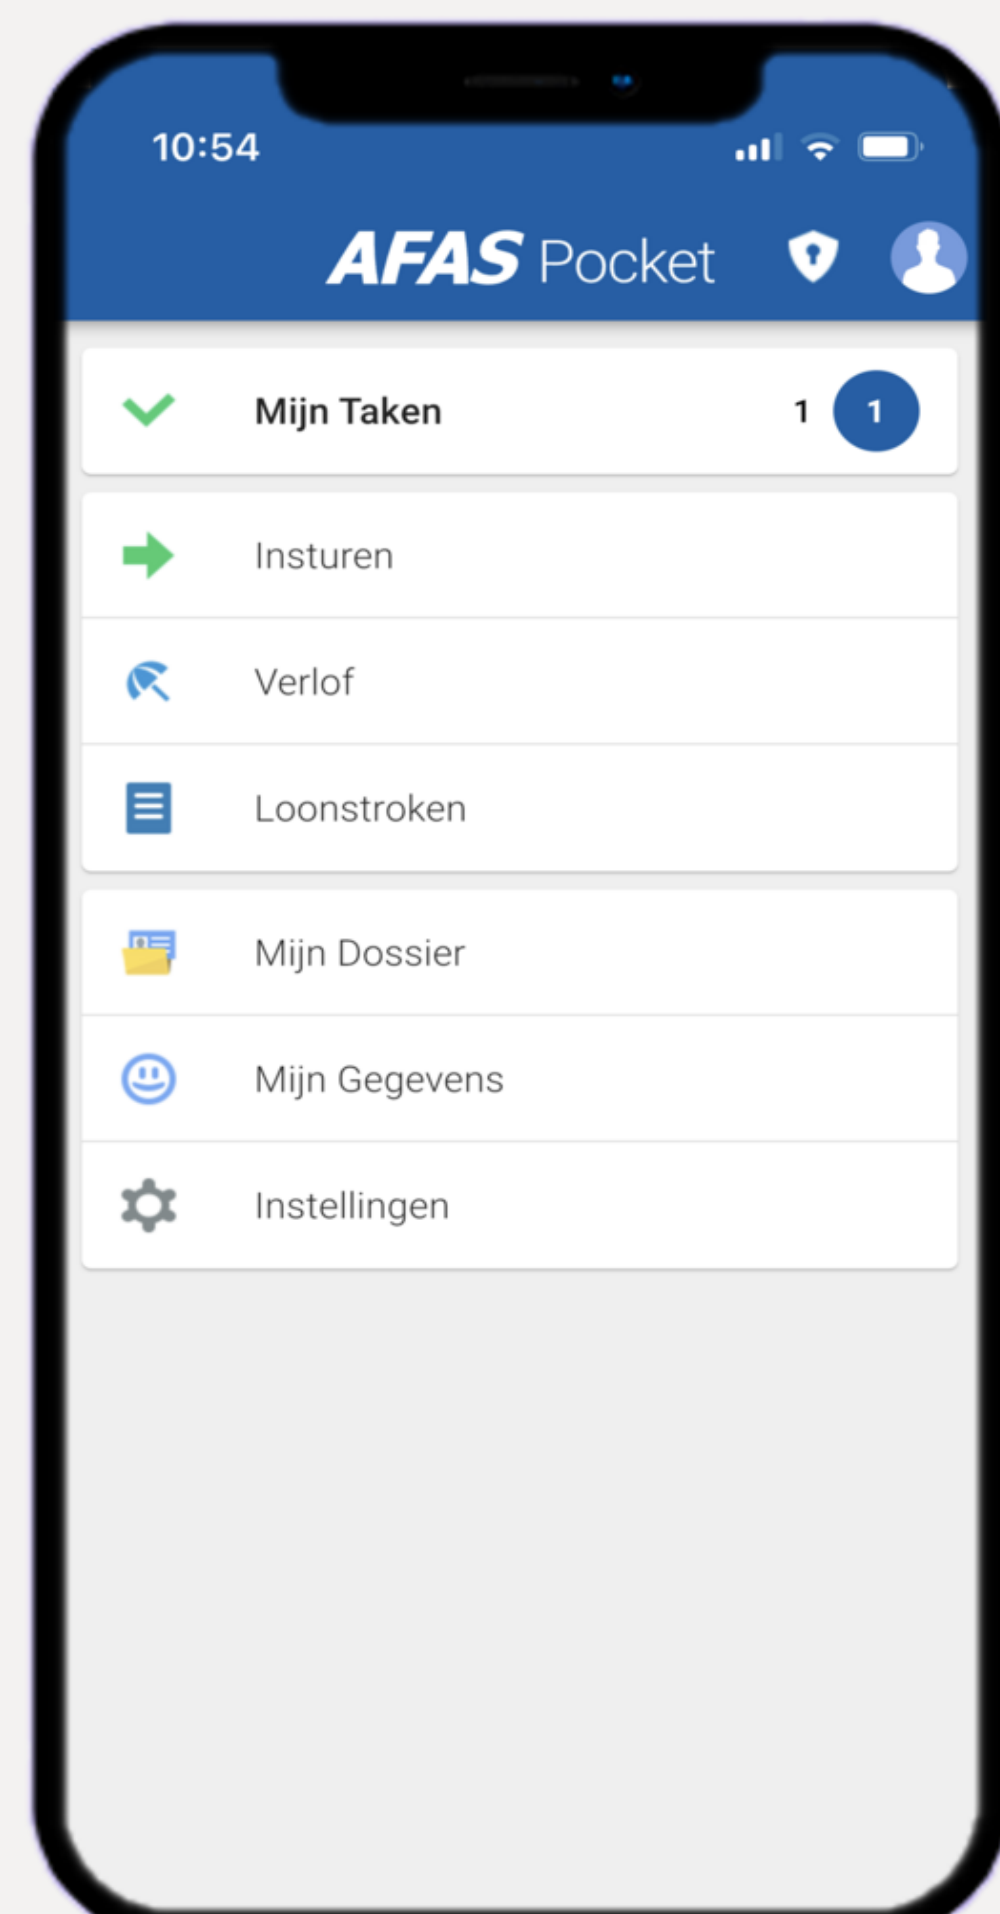 10:54
AFAS Pocket
Mijn Taken 1 1
Insturen
Verlof
Loonstroken
Mijn Dossier
Mijn Gegevens
Instellingen